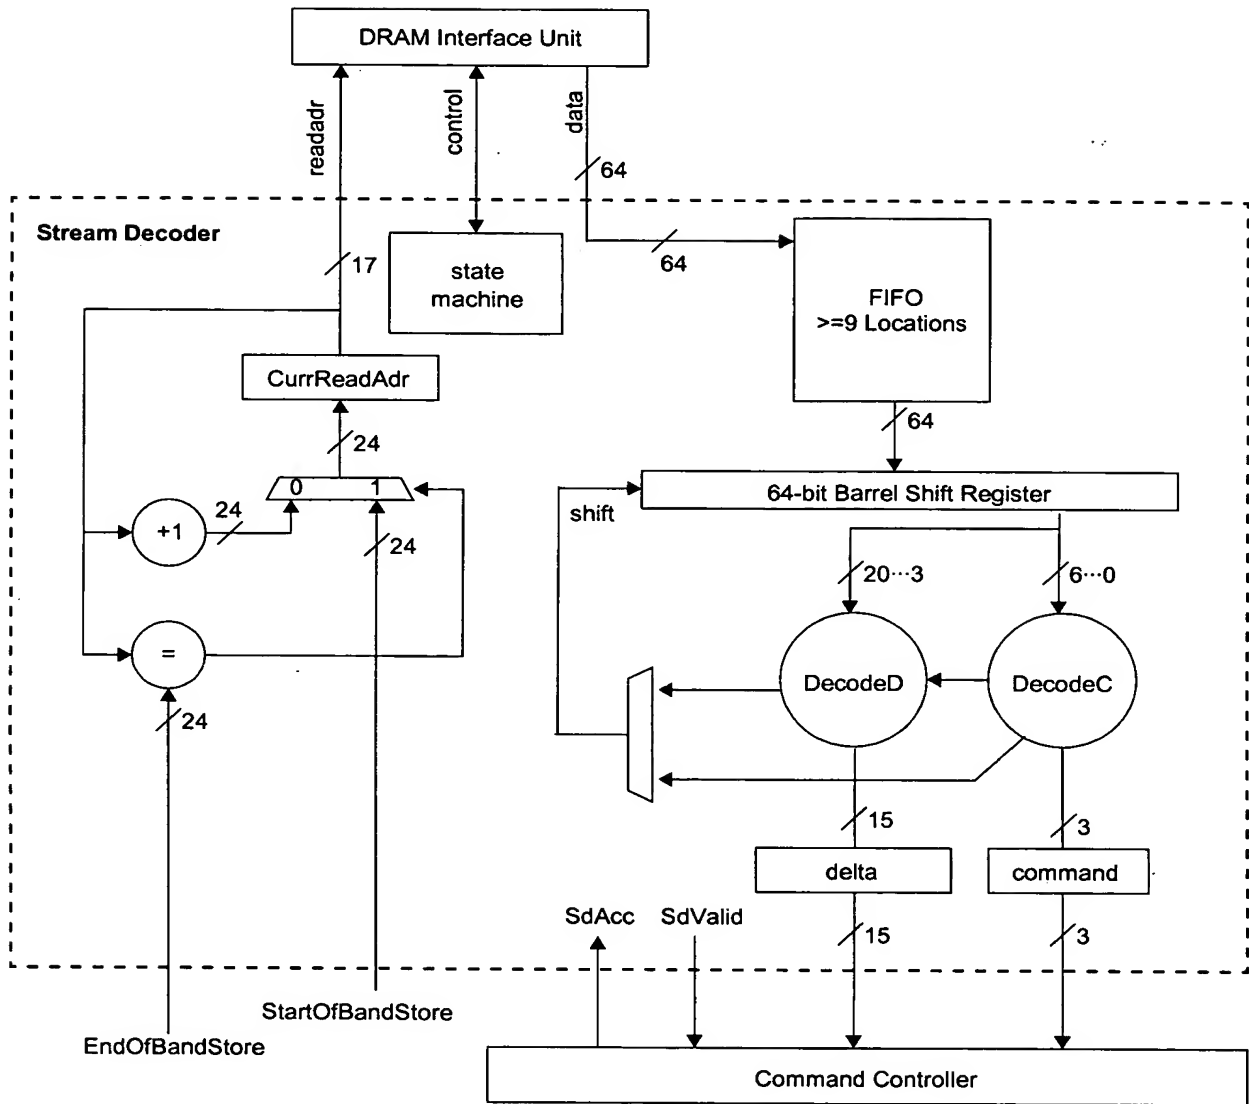 DRAM Interface Unit
readadr
control
data
64
Stream Decoder
17
state
machine
64
FIFO
>=9 Locations
CurrReadAdr
24
64
0 1
64-bit Barrel Shift Register
shift
+1
24
24
20···3
6···0
=
DecodeD
DecodeC
24
15
3
delta
command
SdAcc
SdValid
15
3
StartOfBandStore
EndOfBandStore
Command Controller